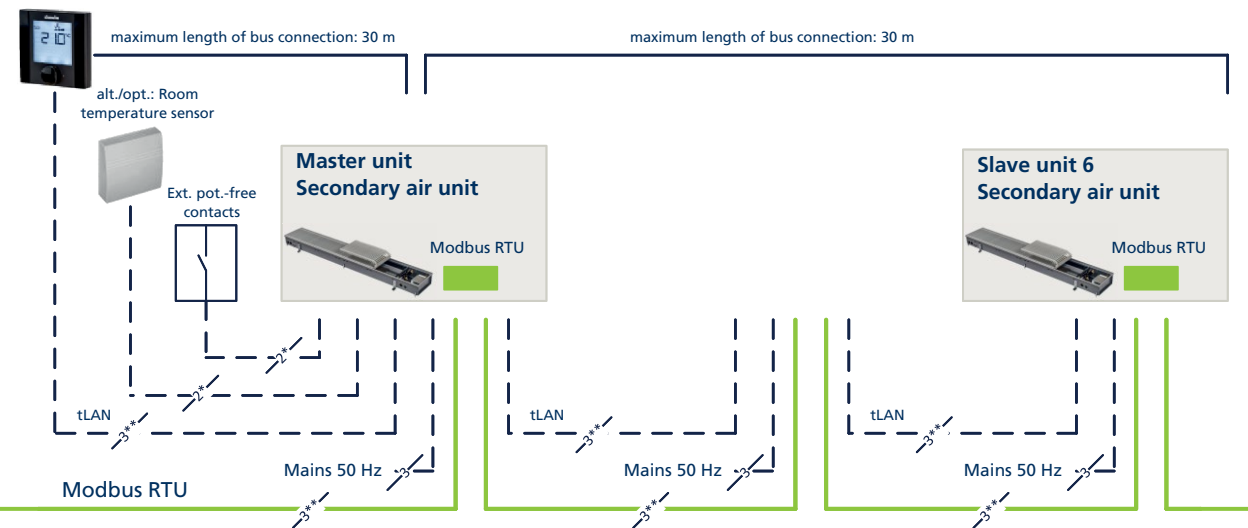 maximum length of bus connection: 30 m
maximum length of bus connection: 30 m
21.0
alt./opt.: Room
temperature sensor
Ext. pot.-free
contacts
Master unit
Secondary air unit
Modbus RTU
Slave unit 6
Secondary air unit
Modbus RTU
2*
2*
tLAN
3**
tLAN
3**
tLAN
3**
Mains 50 Hz
3
Mains 50 Hz
3
Mains 50 Hz
3
Modbus RTU
3**
3**
3**